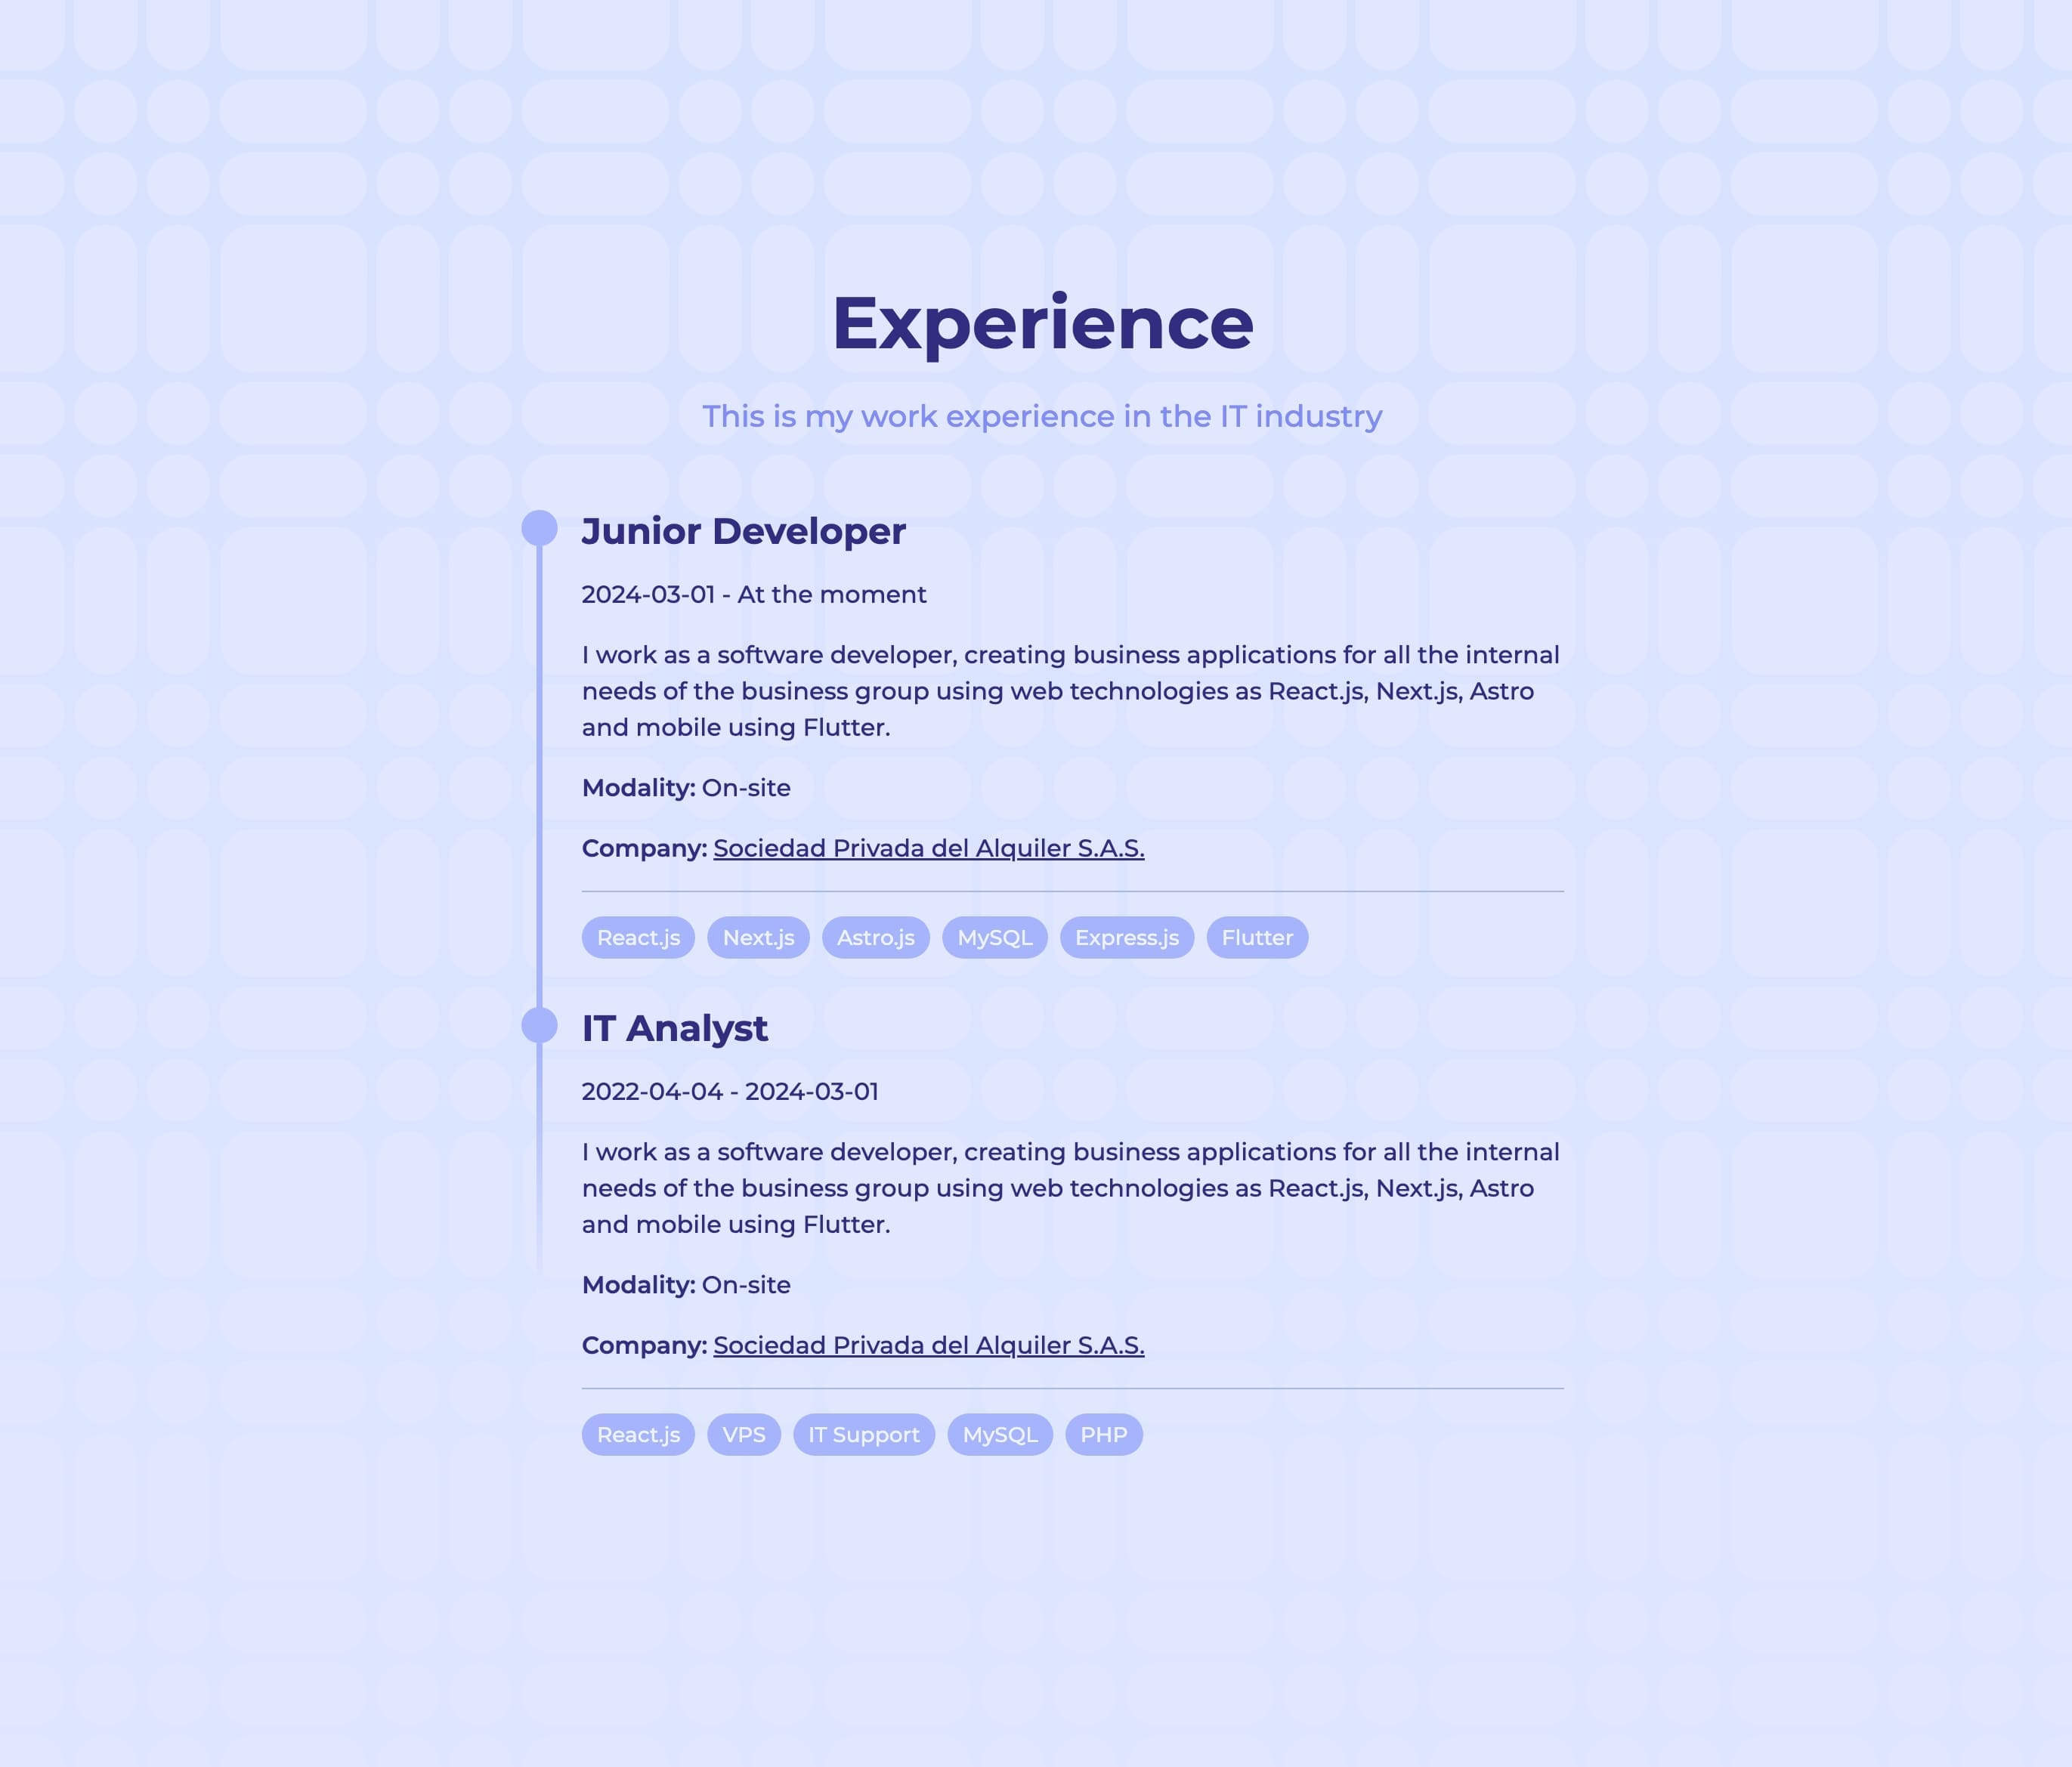 Experience
This is my work experience in the IT industry
Junior Developer
2024-03-01 - At the moment
I work as a software developer, creating business applications for all the internal
needs of the business group using web technologies as React.js, Next.js, Astro
and mobile using Flutter.
Modality: On-site
Company: Sociedad Privada del Alquiler S.A.S.
React.js Next.js Astro.js MySQL Express.js Flutter
IT Analyst
2022-04-04 - 2024-03-01
I work as a software developer, creating business applications for all the internal
needs of the business group using web technologies as React.js, Next.js, Astro
and mobile using Flutter.
Modality: On-site
Company: Sociedad Privada del Alquiler S.A.S.
React.js VPS IT Support MySQL PHP